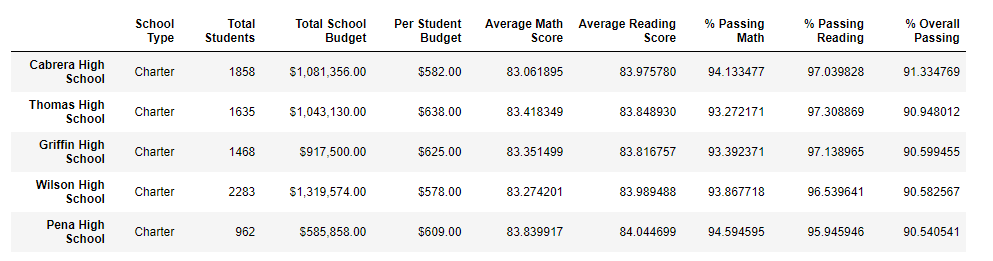 School Type Total Students Total School Budget Per Student Budget Average Math Score Average Reading Score % Passing Math % Passing Reading % Overall Passing
Cabrera High School Charter 1858 $1,081,356.00 $582.00 83.061895 83.975780 94.133477 97.039828 91.334769
Thomas High School Charter 1635 $1,043,130.00 $638.00 83.418349 83.848930 93.272171 97.308869 90.948012
Griffin High School Charter 1468 $917,500.00 $625.00 83.351499 83.816757 93.392371 97.138965 90.599455
Wilson High School Charter 2283 $1,319,574.00 $578.00 83.274201 83.989488 93.867718 96.539641 90.582567
Pena High School Charter 962 $585,858.00 $609.00 83.839917 84.044699 94.594595 95.945946 90.540541